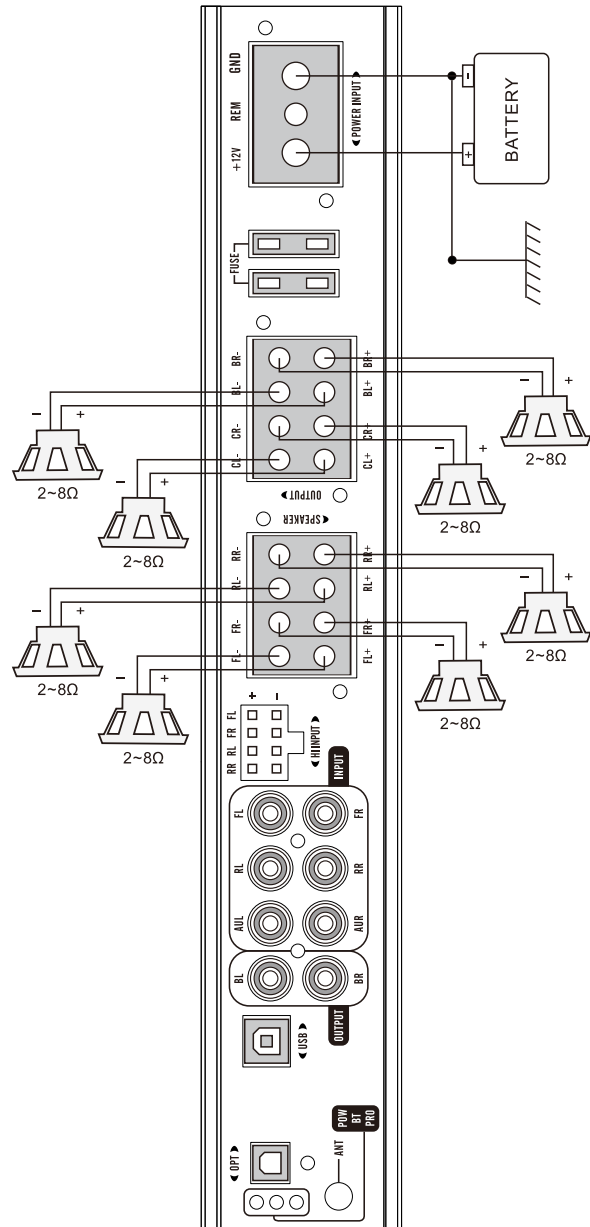 GND
REM
+12V
POWER INPUT
-
+
BATTERY
FUSE
BR-
BL-
CR-
CL-
BR+
BL+
CR+
CL+
- +
2~8Ω
- +
2~8Ω
- +
2~8Ω
- +
2~8Ω
OUTPUT
SPEAKER
RR-
RL-
FR-
FL-
RR+
RL+
FR+
FL+
- +
2~8Ω
- +
2~8Ω
- +
2~8Ω
- +
2~8Ω
+ -
FL
FR
RL
RR
HI INPUT
INPUT
FL
FR
RL
RR
AUL
AUR
BL
BR
OUTPUT
USB
OPT
POW
BT
PRO
ANT